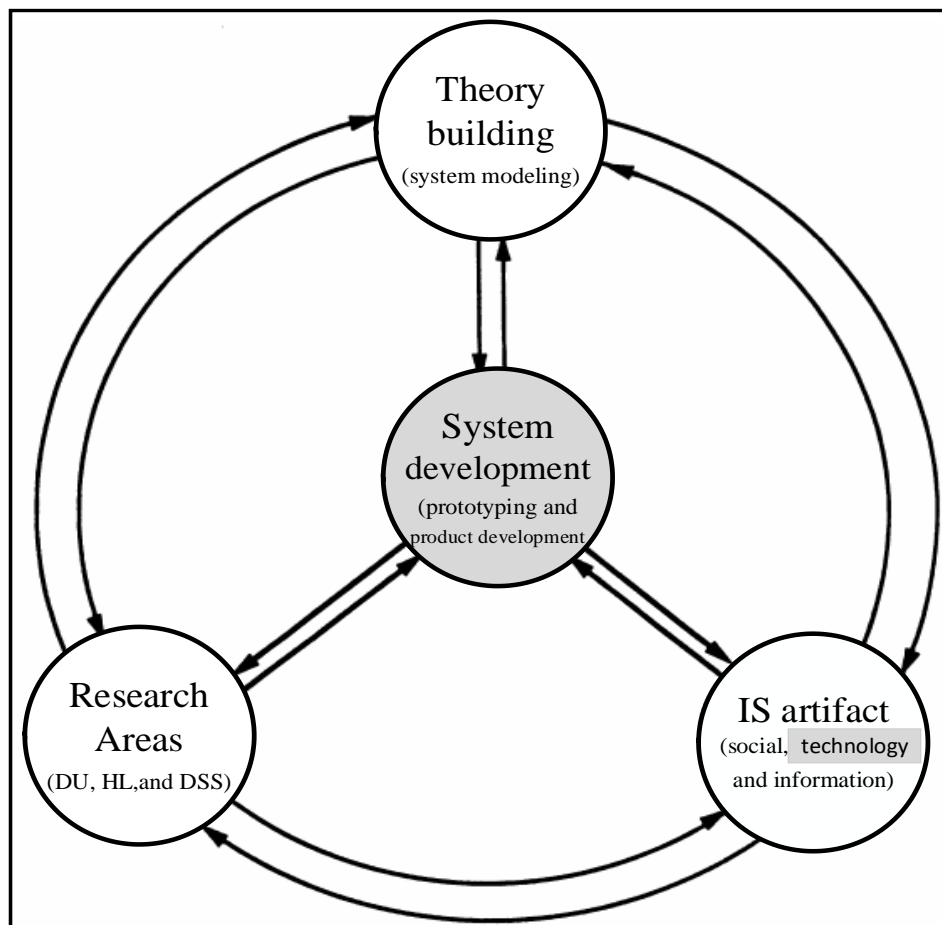 Theory
building
(system modeling)
System
development
(prototyping and
product development
Research
Areas
(DU, HL,and DSS)
IS artifact
(social, technology
and information)